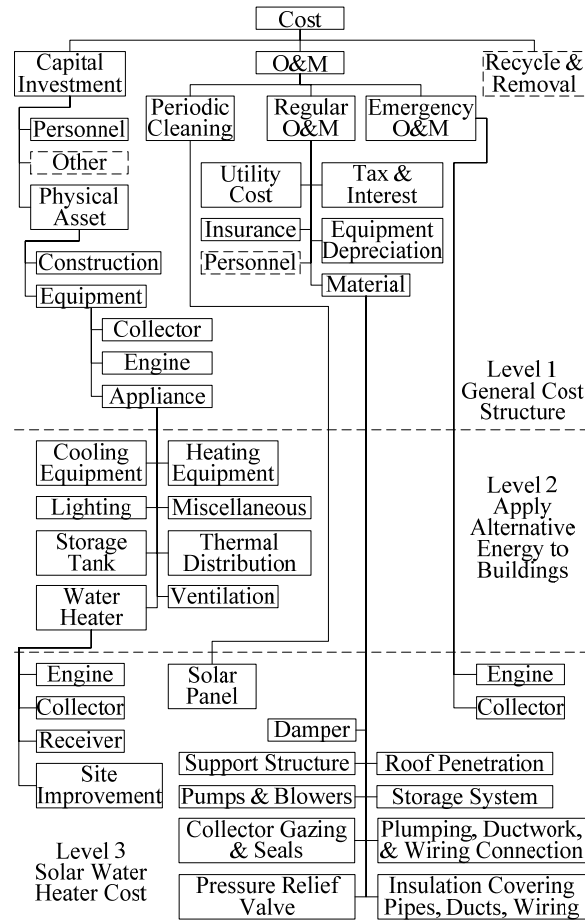 Cost
Capital
Investment
O&M
Recycle &
Removal
Periodic
Cleaning
Regular
O&M
Emergency
O&M
Personnel
Other
Physical
Asset
Utility
Cost
Tax &
Interest
Insurance
Equipment
Depreciation
Personnel
Material
Construction
Equipment
Collector
Engine
Appliance
Level 1
General Cost
Structure
Cooling
Equipment
Heating
Equipment
Lighting
Miscellaneous
Storage
Tank
Thermal
Distribution
Water
Heater
Ventilation
Level 2
Apply
Alternative
Energy to
Buildings
Engine
Collector
Receiver
Site
Improvement
Solar
Panel
Engine
Collector
Damper
Support Structure
Roof Penetration
Pumps & Blowers
Storage System
Collector Gazing
& Seals
Plumping, Ductwork,
& Wiring Connection
Pressure Relief
Valve
Insulation Covering
Pipes, Ducts, Wiring
Level 3
Solar Water
Heater Cost